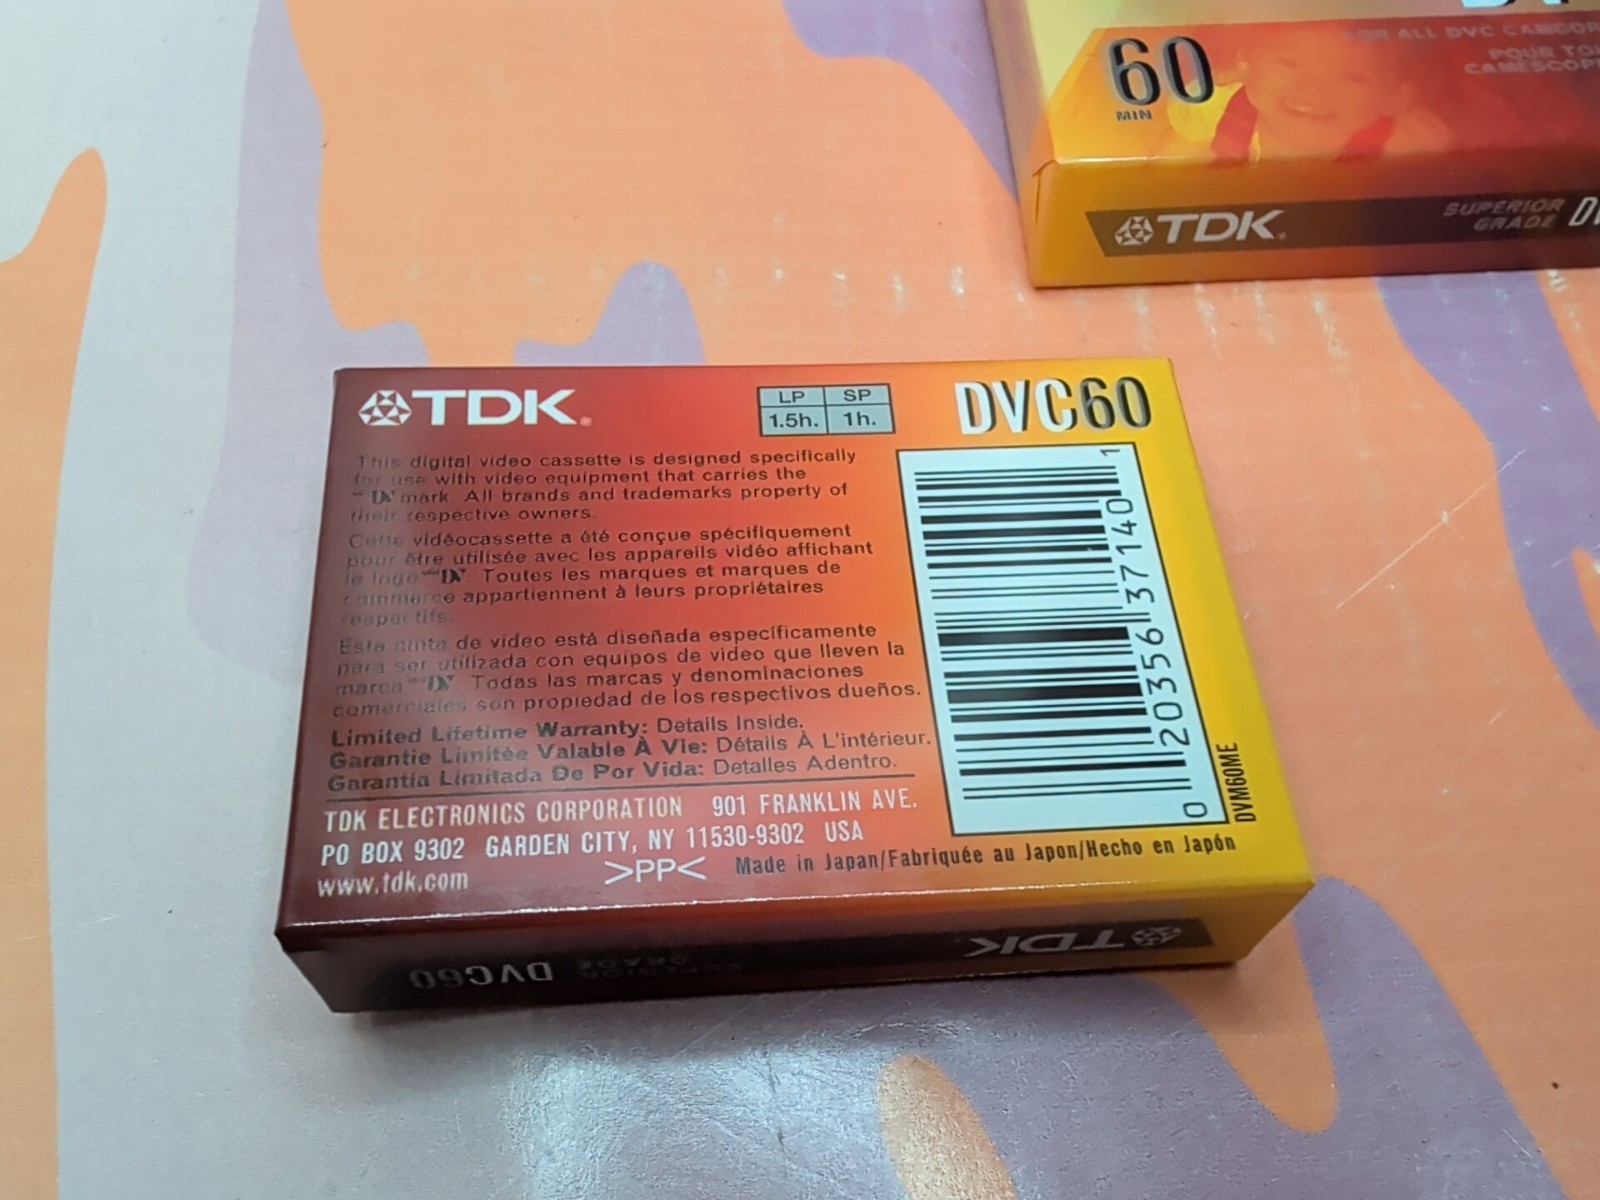 60
MIN
FOR ALL DVC
POUR
TDK
SUPERIOR
GRADE
TDK
LP SP
1.5h. 1h.
DVC60
This digital video cassette is designed specifically
for use with video equipment that carries the
DV mark. All brands and trademarks property of
their respective owners.
Cette vidéocassette a été conçue spécifiquement
pour être utilisée avec les appareils vidéo affichant
le logo DV. Toutes les marques et marques de
commerce appartiennent à leurs propriétaires
respectifs.
Esta cinta de video está diseñada específicamente
para ser utilizada con equipos de video que lleven la
marca DV. Todas las marcas y denominaciones
comerciales son propiedad de los respectivos dueños.
Limited Lifetime Warranty: Details Inside.
Garantie Limitée Valable À Vie: Détails À L'intérieur.
Garantía Limitada De Por Vida: Detalles Adentro.
TDK ELECTRONICS CORPORATION 901 FRANKLIN AVE.
PO BOX 9302 GARDEN CITY, NY 11530-9302 USA
www.tdk.com
>PP<
Made in Japan/Fabriquée au Japon/Hecho en Japón
0 20356 37140 1
DVM60ME
TDK
SUPERIOR
GRADE
DVC60